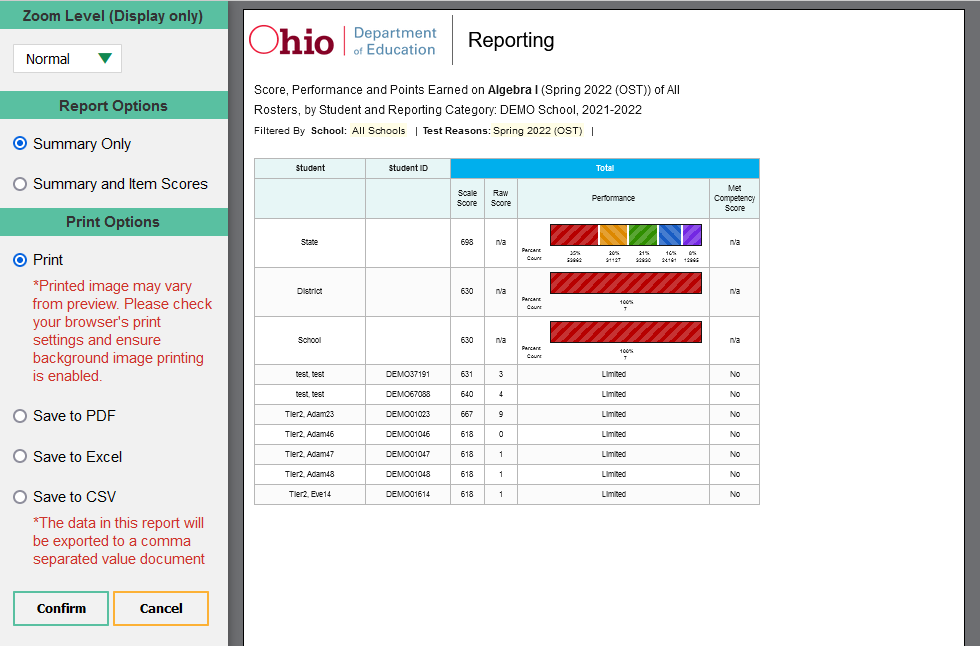 Zoom Level (Display only)
Normal
Report Options
Summary Only
Summary and Item Scores
Print Options
Print
*Printed image may vary
from preview. Please check
your browser's print
settings and ensure
background image printing
is enabled.
Save to PDF
Save to Excel
Save to CSV
*The data in this report will
be exported to a comma
separated value document
Confirm Cancel
Ohio Department of Education Reporting
Score, Performance and Points Earned on Algebra I (Spring 2022 (OST)) of All
Rosters, by Student and Reporting Category: DEMO School, 2021-2022
Filtered By School: All Schools | Test Reasons: Spring 2022 (OST) |
Student Student ID Total
Scale Score Raw Score Performance Met Competency Score
State 698 n/a n/a
Percent 35% 20% 21% 16% 8%
Count
District 630 n/a n/a
Percent 100%
Count 7
School 630 n/a n/a
Percent 100%
Count 7
test, test DEMO37191 631 3 Limited No
test, test DEMO67088 640 4 Limited No
Tier2, Adam23 DEMO01023 667 9 Limited No
Tier2, Adam46 DEMO01046 618 0 Limited No
Tier2, Adam47 DEMO01047 618 1 Limited No
Tier2, Adam48 DEMO01048 618 1 Limited No
Tier2, Eve14 DEMO01614 618 1 Limited No